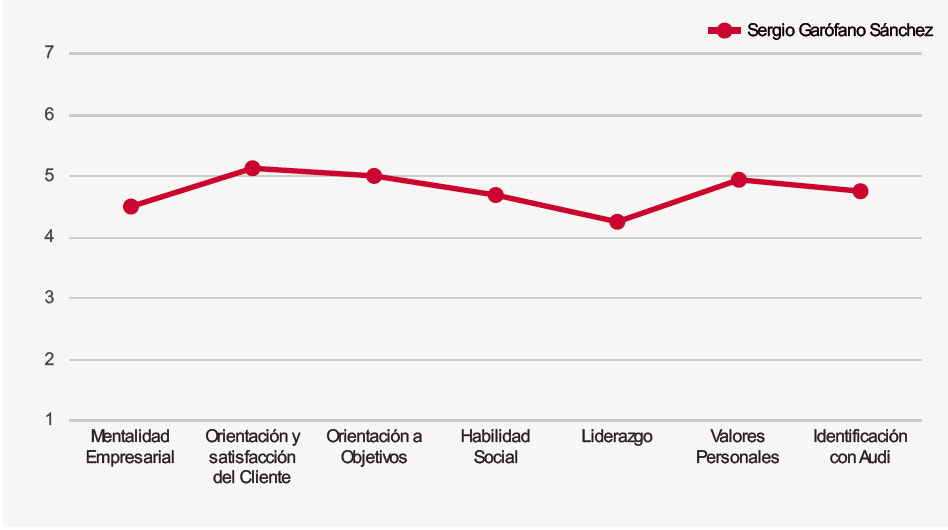 Sergio Garófano Sánchez
7
6
5
4
3
2
1
Mentalidad
Empresarial
Orientación y
satisfacción
del Cliente
Orientación a
Objetivos
Habilidad
Social
Liderazgo
Valores
Personales
Identificación
con Audi